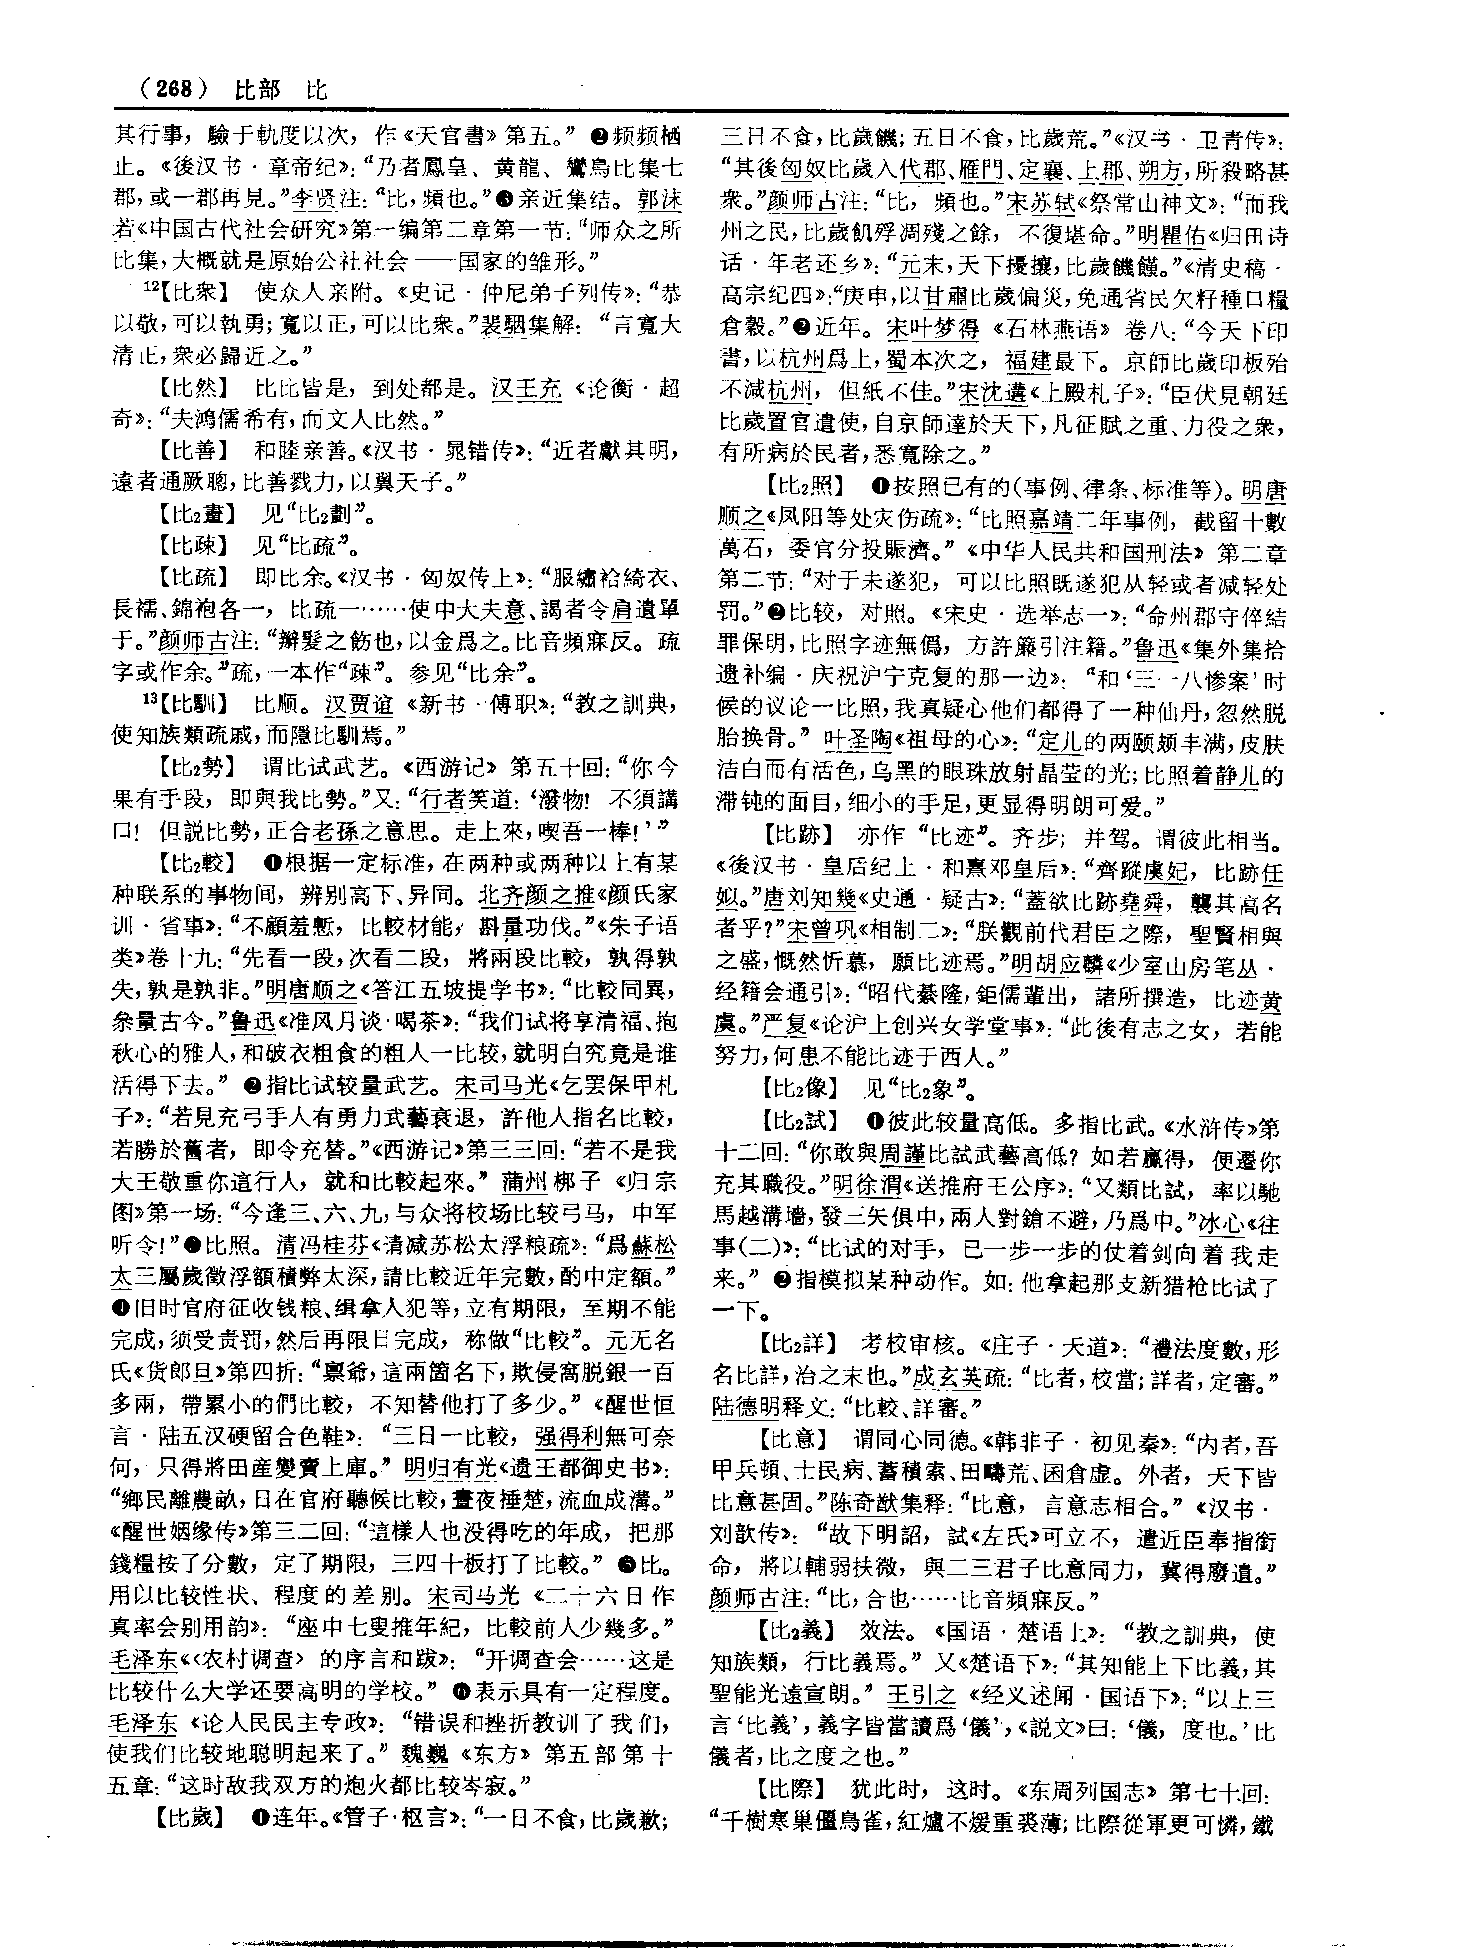 （268） 比部 比
其行事，驗于軌度以次，作《天官書》第五。”❷频频栖
止。《後汉书·章帝纪》：“乃者鳳皇、黄龍、鸞鳥比集七
郡，或一郡再見。”李贤注：“比，頻也。”❸亲近集结。郭沫
若《中国古代社会研究》第一编第二章第一节：“师众之所
比集，大概就是原始公社社会——国家的雏形。”
¹²【比衆】 使众人亲附。《史记·仲尼弟子列传》：“恭
以敬，可以執勇；寬以正，可以比衆。”裴駰集解：“言寬大
清正，衆必歸近之。”
【比然】 比比皆是，到处都是。汉王充《论衡·超
奇》：“夫鴻儒希有，而文人比然。”
【比善】 和睦亲善。《汉书·晁错传》：“近者獻其明，
遠者通厥聰，比善戮力，以翼天子。”
【比₂畫】 见“比₂劃”。
【比疎】 见“比疏”。
【比疏】 即比余。《汉书·匈奴传上》：“服繡袷綺衣、
長襦、錦袍各一，比疏一……使中大夫意、謁者令肩遺單
于。”颜师古注：“辮髮之飭也，以金爲之。比音頻寐反。疏
字或作余。”疏，一本作“疎”。参见“比余”。
¹³【比馴】 比顺。汉贾谊《新书·傅职》：“教之訓典，
使知族類疏戚，而隱比馴焉。”
【比₂勢】 谓比试武艺。《西游记》第五十回：“你今
果有手段，即與我比勢。”又：“行者笑道：‘潑物！不須講
口！但説比勢，正合老孫之意思。走上來，喫吾一棒！’”
【比₂較】 ❶根据一定标准，在两种或两种以上有某
种联系的事物间，辨别高下、异同。北齐颜之推《颜氏家
训·省事》：“不顧羞慙，比較材能，斟量功伐。”《朱子语
类》卷十九：“先看一段，次看二段，將兩段比較，孰得孰
失，孰是孰非。”明唐顺之《答江五坡提学书》：“比較同異，
条量古今。”鲁迅《准风月谈·喝茶》：“我们试将享清福、抱
秋心的雅人，和破衣粗食的粗人一比较，就明白究竟是谁
活得下去。”❷指比试较量武艺。宋司马光《乞罢保甲札
子》：“若見充弓手人有勇力武藝衰退，許他人指名比較，
若勝於舊者，即令充替。”《西游记》第三三回：“若不是我
大王敬重你這行人，就和比較起來。”蒲州梆子《归宗
图》第一场：“今逢三、六、九，与众将校场比较弓马，中军
听令！”❸比照。清冯桂芬《请减苏松太浮粮疏》：“爲蘇松
太三屬歲徵浮額積弊太深，請比較近年完數，酌中定額。”
❹旧时官府征收钱粮、缉拿人犯等，立有期限，至期不能
完成，须受责罚，然后再限日完成，称做“比較”。元无名
氏《货郎旦》第四折：“禀爺，這兩箇名下，欺侵窩脱銀一百
多兩，帶累小的們比較，不知替他打了多少。”《醒世恒
言·陆五汉硬留合色鞋》：“三日一比較，强得利無可奈
何，只得將田産變賣上庫。”明归有光《遗王都御史书》：
“鄉民離農畝，日在官府聽候比較，晝夜捶楚，流血成溝。”
《醒世姻缘传》第三二回：“這樣人也没得吃的年成，把那
錢糧按了分數，定了期限，三四十板打了比較。”❺比。
用以比较性状、程度的差别。宋司马光《二十六日作
真率会别用韵》：“座中七叟推年紀，比較前人少幾多。”
毛泽东《〈农村调查〉的序言和跋》：“开调查会……这是
比较什么大学还要高明的学校。”❻表示具有一定程度。
毛泽东《论人民民主专政》：“错误和挫折教训了我们，
使我们比较地聪明起来了。”魏巍《东方》第五部第十
五章：“这时敌我双方的炮火都比较岑寂。”
【比歲】 ❶连年。《管子·枢言》：“一日不食，比歲歉；
三日不食，比歲饑；五日不食，比歲荒。”《汉书·卫青传》：
“其後匈奴比歲入代郡、雁門、定襄、上郡、朔方，所殺略甚
衆。”颜师古注：“比，頻也。”宋苏轼《祭常山神文》：“而我
州之民，比歲飢殍凋殘之餘，不復堪命。”明瞿佑《归田诗
话·年老还乡》：“元末，天下擾攘，比歲饑饉。”《清史稿·
高宗纪四》：“庚申，以甘肅比歲偏災，免通省民欠籽種口糧
倉穀。”❷近年。宋叶梦得《石林燕语》卷八：“今天下印
書，以杭州爲上，蜀本次之，福建最下。京師比歲印板殆
不減杭州，但紙不佳。”宋沈遘《上殿札子》：“臣伏見朝廷
比歲置官遣使，自京師達於天下，凡征賦之重、力役之衆，
有所病於民者，悉寬除之。”
【比₂照】 ❶按照已有的（事例、律条、标准等）。明唐
顺之《凤阳等处灾伤疏》：“比照嘉靖二年事例，截留十數
萬石，委官分投賑濟。”《中华人民共和国刑法》第二章
第二节：“对于未遂犯，可以比照既遂犯从轻或者减轻处
罚。”❷比较，对照。《宋史·选举志一》：“命州郡守倅結
罪保明，比照字迹無僞，方許簾引注籍。”鲁迅《集外集拾
遗补编·庆祝沪宁克复的那一边》：“和‘三一八惨案’时
候的议论一比照，我真疑心他们都得了一种仙丹，忽然脱
胎换骨。”叶圣陶《祖母的心》：“定儿的两颐颇丰满，皮肤
洁白而有活色，乌黑的眼珠放射晶莹的光；比照着静儿的
滞钝的面目，细小的手足，更显得明朗可爱。”
【比跡】 亦作“比迹”。齐步；并驾。谓彼此相当。
《後汉书·皇后纪上·和熹邓皇后》：“齊蹤虞妃，比跡任
姒。”唐刘知幾《史通·疑古》：“蓋欲比跡堯舜，襲其高名
者乎？”宋曾巩《相制二》：“朕觀前代君臣之際，聖賢相與
之盛，慨然忻慕，願比迹焉。”明胡应麟《少室山房笔丛·
经籍会通引》：“昭代綦隆，鉅儒輩出，諸所撰造，比迹黄
虞。”严复《论沪上创兴女学堂事》：“此後有志之女，若能
努力，何患不能比迹于西人。”
【比₂像】 见“比₂象”。
【比₂試】 ❶彼此较量高低。多指比武。《水浒传》第
十二回：“你敢與周謹比試武藝高低？如若贏得，便遷你
充其職役。”明徐渭《送推府王公序》：“又類比試，率以馳
馬越溝墻，發三矢俱中，兩人對鎗不避，乃爲中。”冰心《往
事（二）》：“比试的对手，已一步一步的仗着剑向着我走
来。”❷指模拟某种动作。如：他拿起那支新猎枪比试了
一下。
【比₂詳】 考校审核。《庄子·天道》：“禮法度數，形
名比詳，治之末也。”成玄英疏：“比者，校當；詳者，定審。”
陆德明释文：“比較、詳審。”
【比意】 谓同心同德。《韩非子·初见秦》：“内者，吾
甲兵頓、士民病、蓄積索、田疇荒、囷倉虚。外者，天下皆
比意甚固。”陈奇猷集释：“比意，言意志相合。”《汉书·
刘歆传》：“故下明詔，試《左氏》可立不，遣近臣奉指銜
命，將以輔弱扶微，與二三君子比意同力，冀得廢遺。”
颜师古注：“比，合也……比音頻寐反。”
【比₂義】 效法。《国语·楚语上》：“教之訓典，使
知族類，行比義焉。”又《楚语下》：“其知能上下比義，其
聖能光遠宣朗。”王引之《经义述闻·国语下》：“以上三
言‘比義’，義字皆當讀爲‘儀’，《説文》曰：‘儀，度也。’比
儀者，比之度之也。”
【比際】 犹此时，这时。《东周列国志》第七十回：
“千樹寒巢僵鳥雀，紅爐不煖重裘薄；比際從軍更可憐，鐵